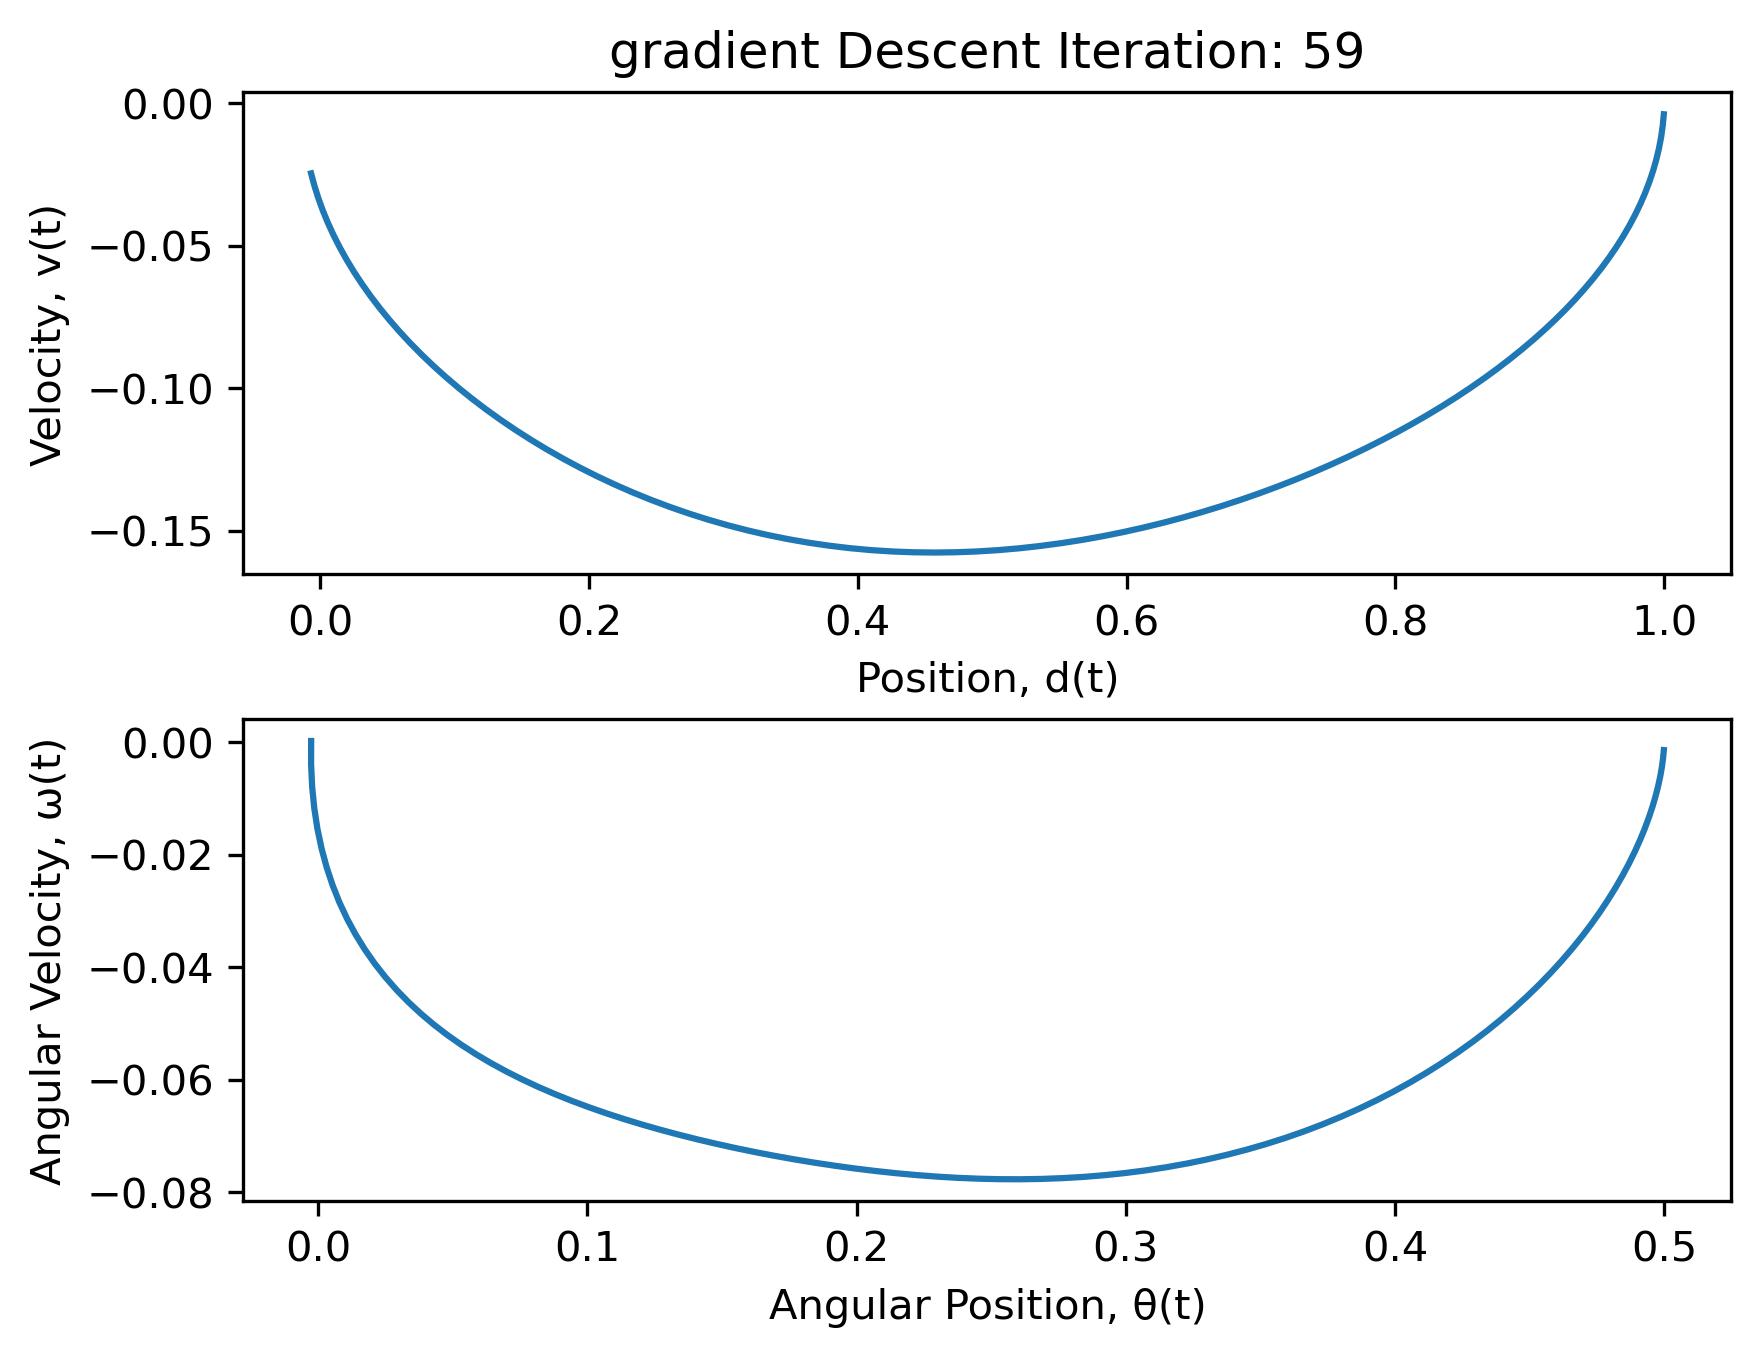 gradient Descent Iteration: 59
0.00
−0.05
−0.10
−0.15
Velocity, v(t)
0.0 0.2 0.4 0.6 0.8 1.0
Position, d(t)
0.00
−0.02
−0.04
−0.06
−0.08
Angular Velocity, ω(t)
0.0 0.1 0.2 0.3 0.4 0.5
Angular Position, θ(t)